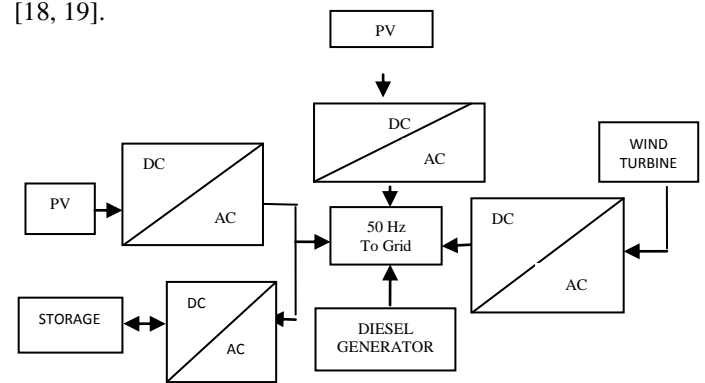 [18, 19].
PV
DC
AC
WIND
TURBINE
DC
AC
PV
50 Hz
To Grid
DC
AC
STORAGE
DC
AC
DIESEL
GENERATOR